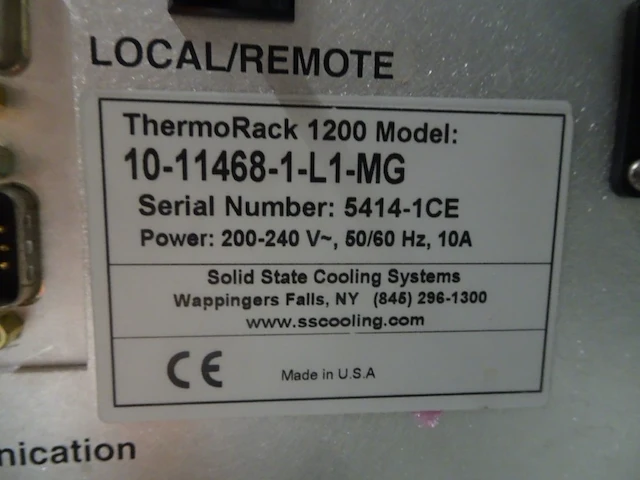 LOCAL/REMOTE
ThermoRack 1200 Model:
10-11468-1-L1-MG
Serial Number: 5414-1CE
Power: 200-240 V~, 50/60 Hz, 10A
Solid State Cooling Systems
Wappingers Falls, NY (845) 296-1300
www.sscooling.com
CE Made in U.S.A
nication